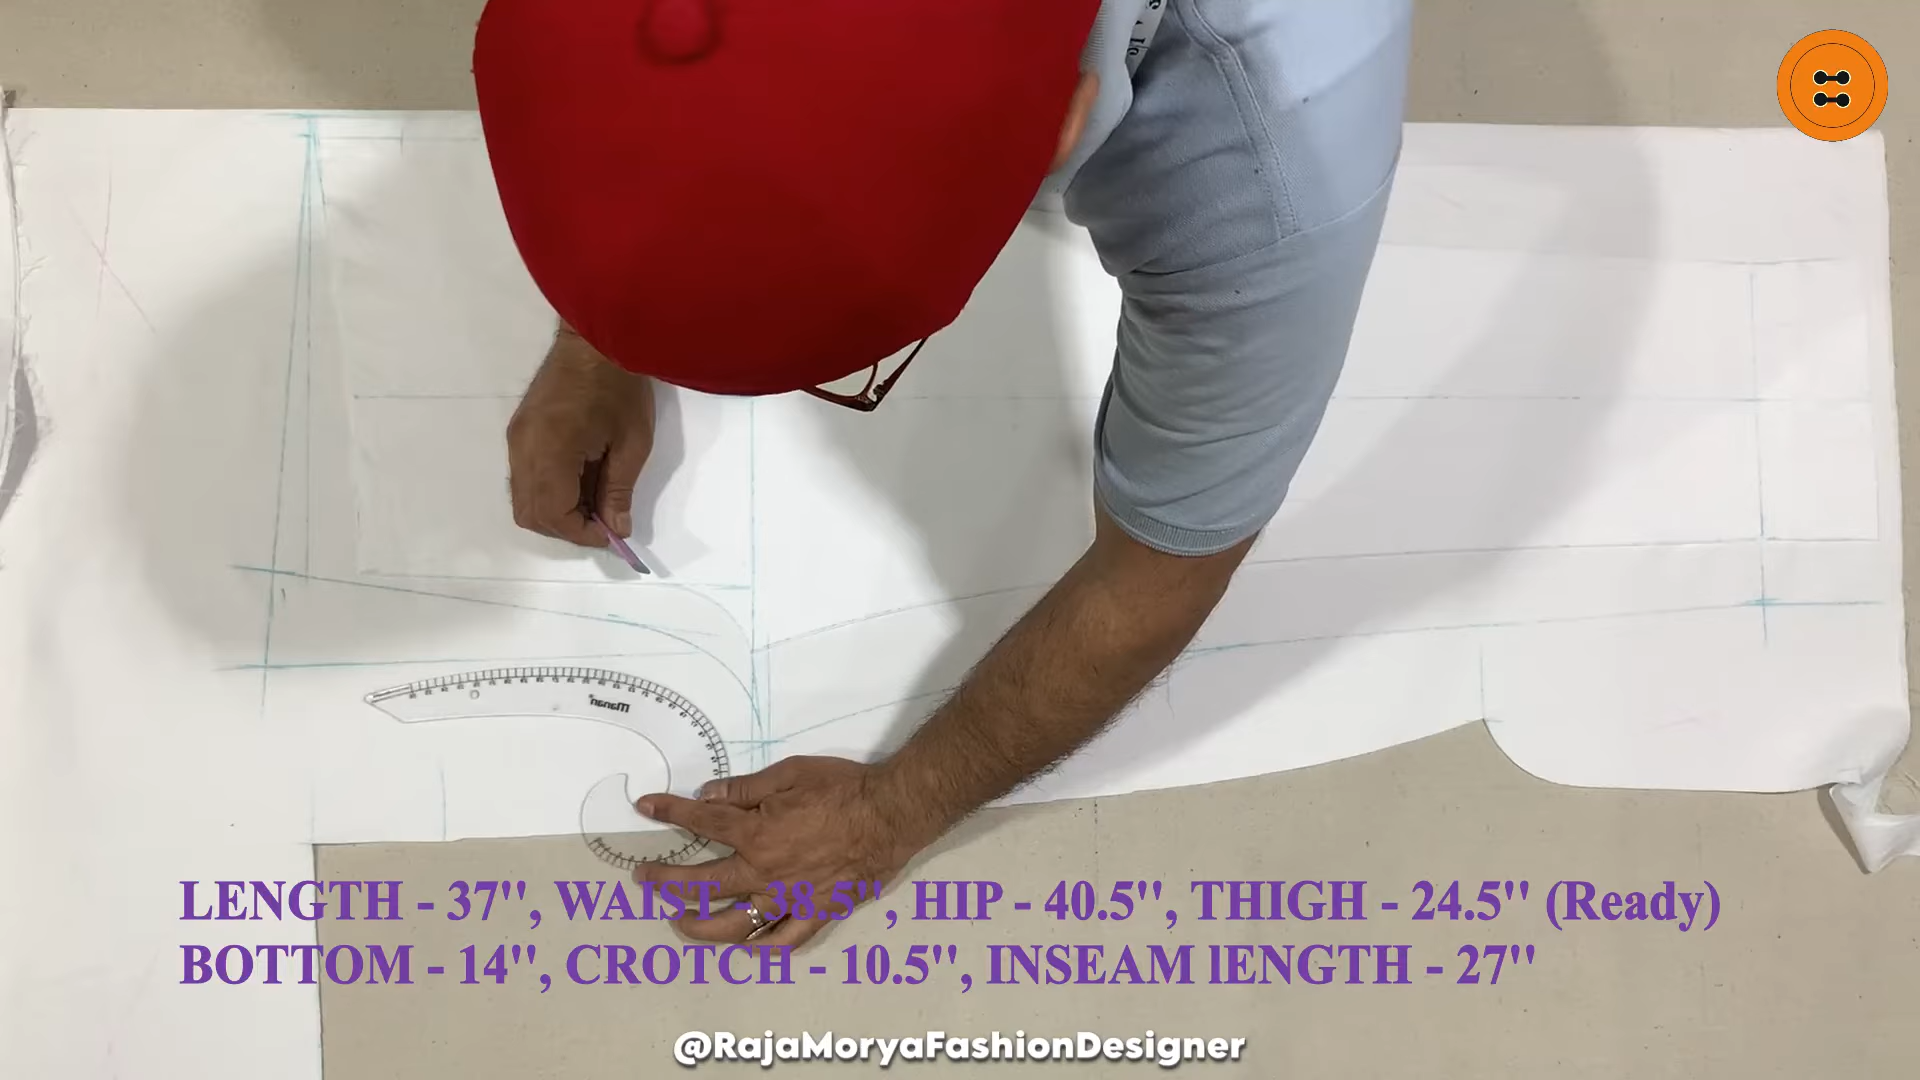 LENGTH - 37'', WAIST - 38.5'', HIP - 40.5'', THIGH - 24.5'' (Ready)
BOTTOM - 14'', CROTCH - 10.5'', INSEAM lENGTH - 27''
@RajaMoryaFashionDesigner